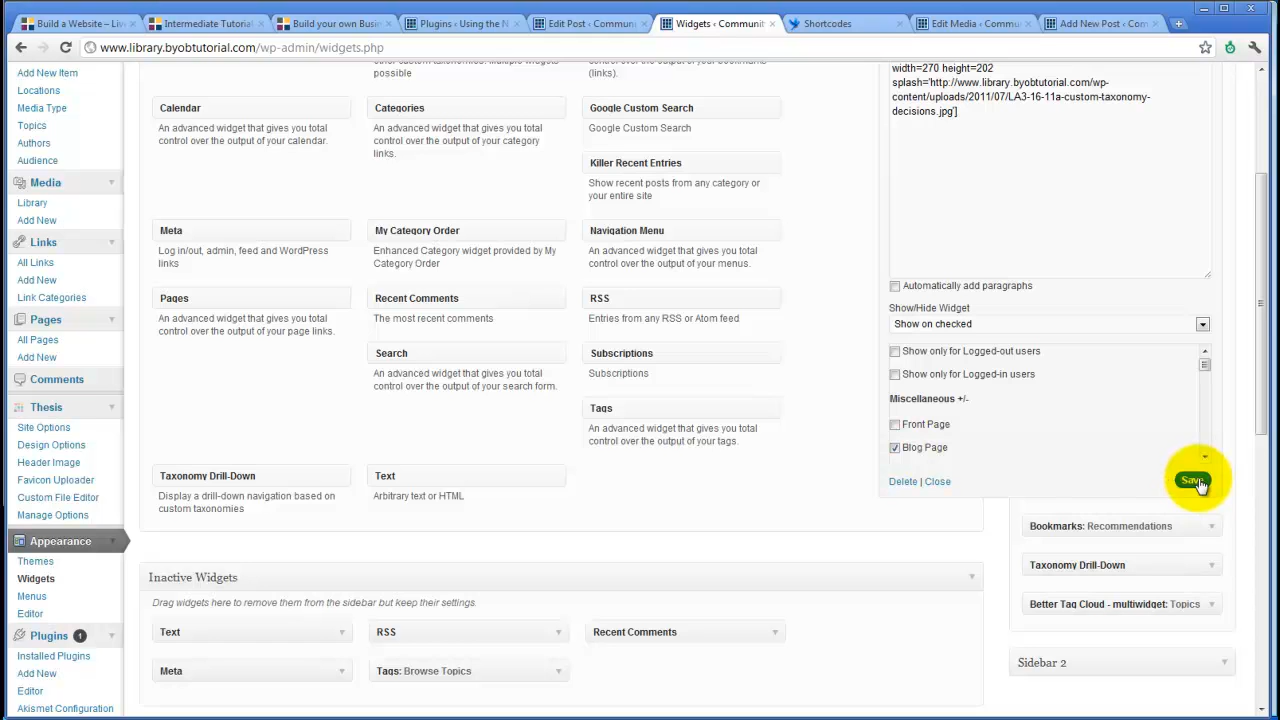 Build a Website – Liv
Intermediate Tutorial
Build your own Busin
Plugins ‹ Using the N
Edit Post ‹ Commun
Widgets ‹ Communit
Shortcodes
Edit Media ‹ Commu
Add New Post ‹ Com
www.library.byobtutorial.com/wp-admin/widgets.php
Add New Item
Locations
Media Type
Topics
Authors
Audience
Media
Library
Add New
Links
All Links
Add New
Link Categories
Pages
All Pages
Add New
Comments
Thesis
Site Options
Design Options
Header Image
Favicon Uploader
Custom File Editor
Manage Options
Appearance
Themes
Widgets
Menus
Editor
Plugins 1
Installed Plugins
Add New
Editor
Akismet Configuration
other custom taxonomies. Multiple widgets
possible
control over the output of your bookmarks
(links).
Calendar
An advanced widget that gives you total
control over the output of your calendar.
Categories
An advanced widget that gives you total
control over the output of your category
links.
Google Custom Search
Google Custom Search
Killer Recent Entries
Show recent posts from any category or
your entire site
Meta
Log in/out, admin, feed and WordPress
links
My Category Order
Enhanced Category widget provided by My
Category Order
Navigation Menu
An advanced widget that gives you total
control over the output of your menus.
Pages
An advanced widget that gives you total
control over the output of your page links.
Recent Comments
The most recent comments
RSS
Entries from any RSS or Atom feed
Search
An advanced widget that gives you total
control over the output of your search form.
Subscriptions
Subscriptions
Tags
An advanced widget that gives you total
control over the output of your tags.
Taxonomy Drill-Down
Display a drill-down navigation based on
custom taxonomies
Text
Arbitrary text or HTML
Inactive Widgets
Drag widgets here to remove them from the sidebar but keep their settings.
Text
RSS
Recent Comments
Meta
Tags: Browse Topics
width=270 height=202
splash='http://www.library.byobtutorial.com/wp-
content/uploads/2011/07/LA3-16-11a-custom-taxonomy-
decisions.jpg']
Automatically add paragraphs
Show/Hide Widget
Show on checked
Show only for Logged-out users
Show only for Logged-in users
Miscellaneous +/-
Front Page
Blog Page
Delete | Close
Save
Bookmarks: Recommendations
Taxonomy Drill-Down
Better Tag Cloud - multiwidget: Topics
Sidebar 2